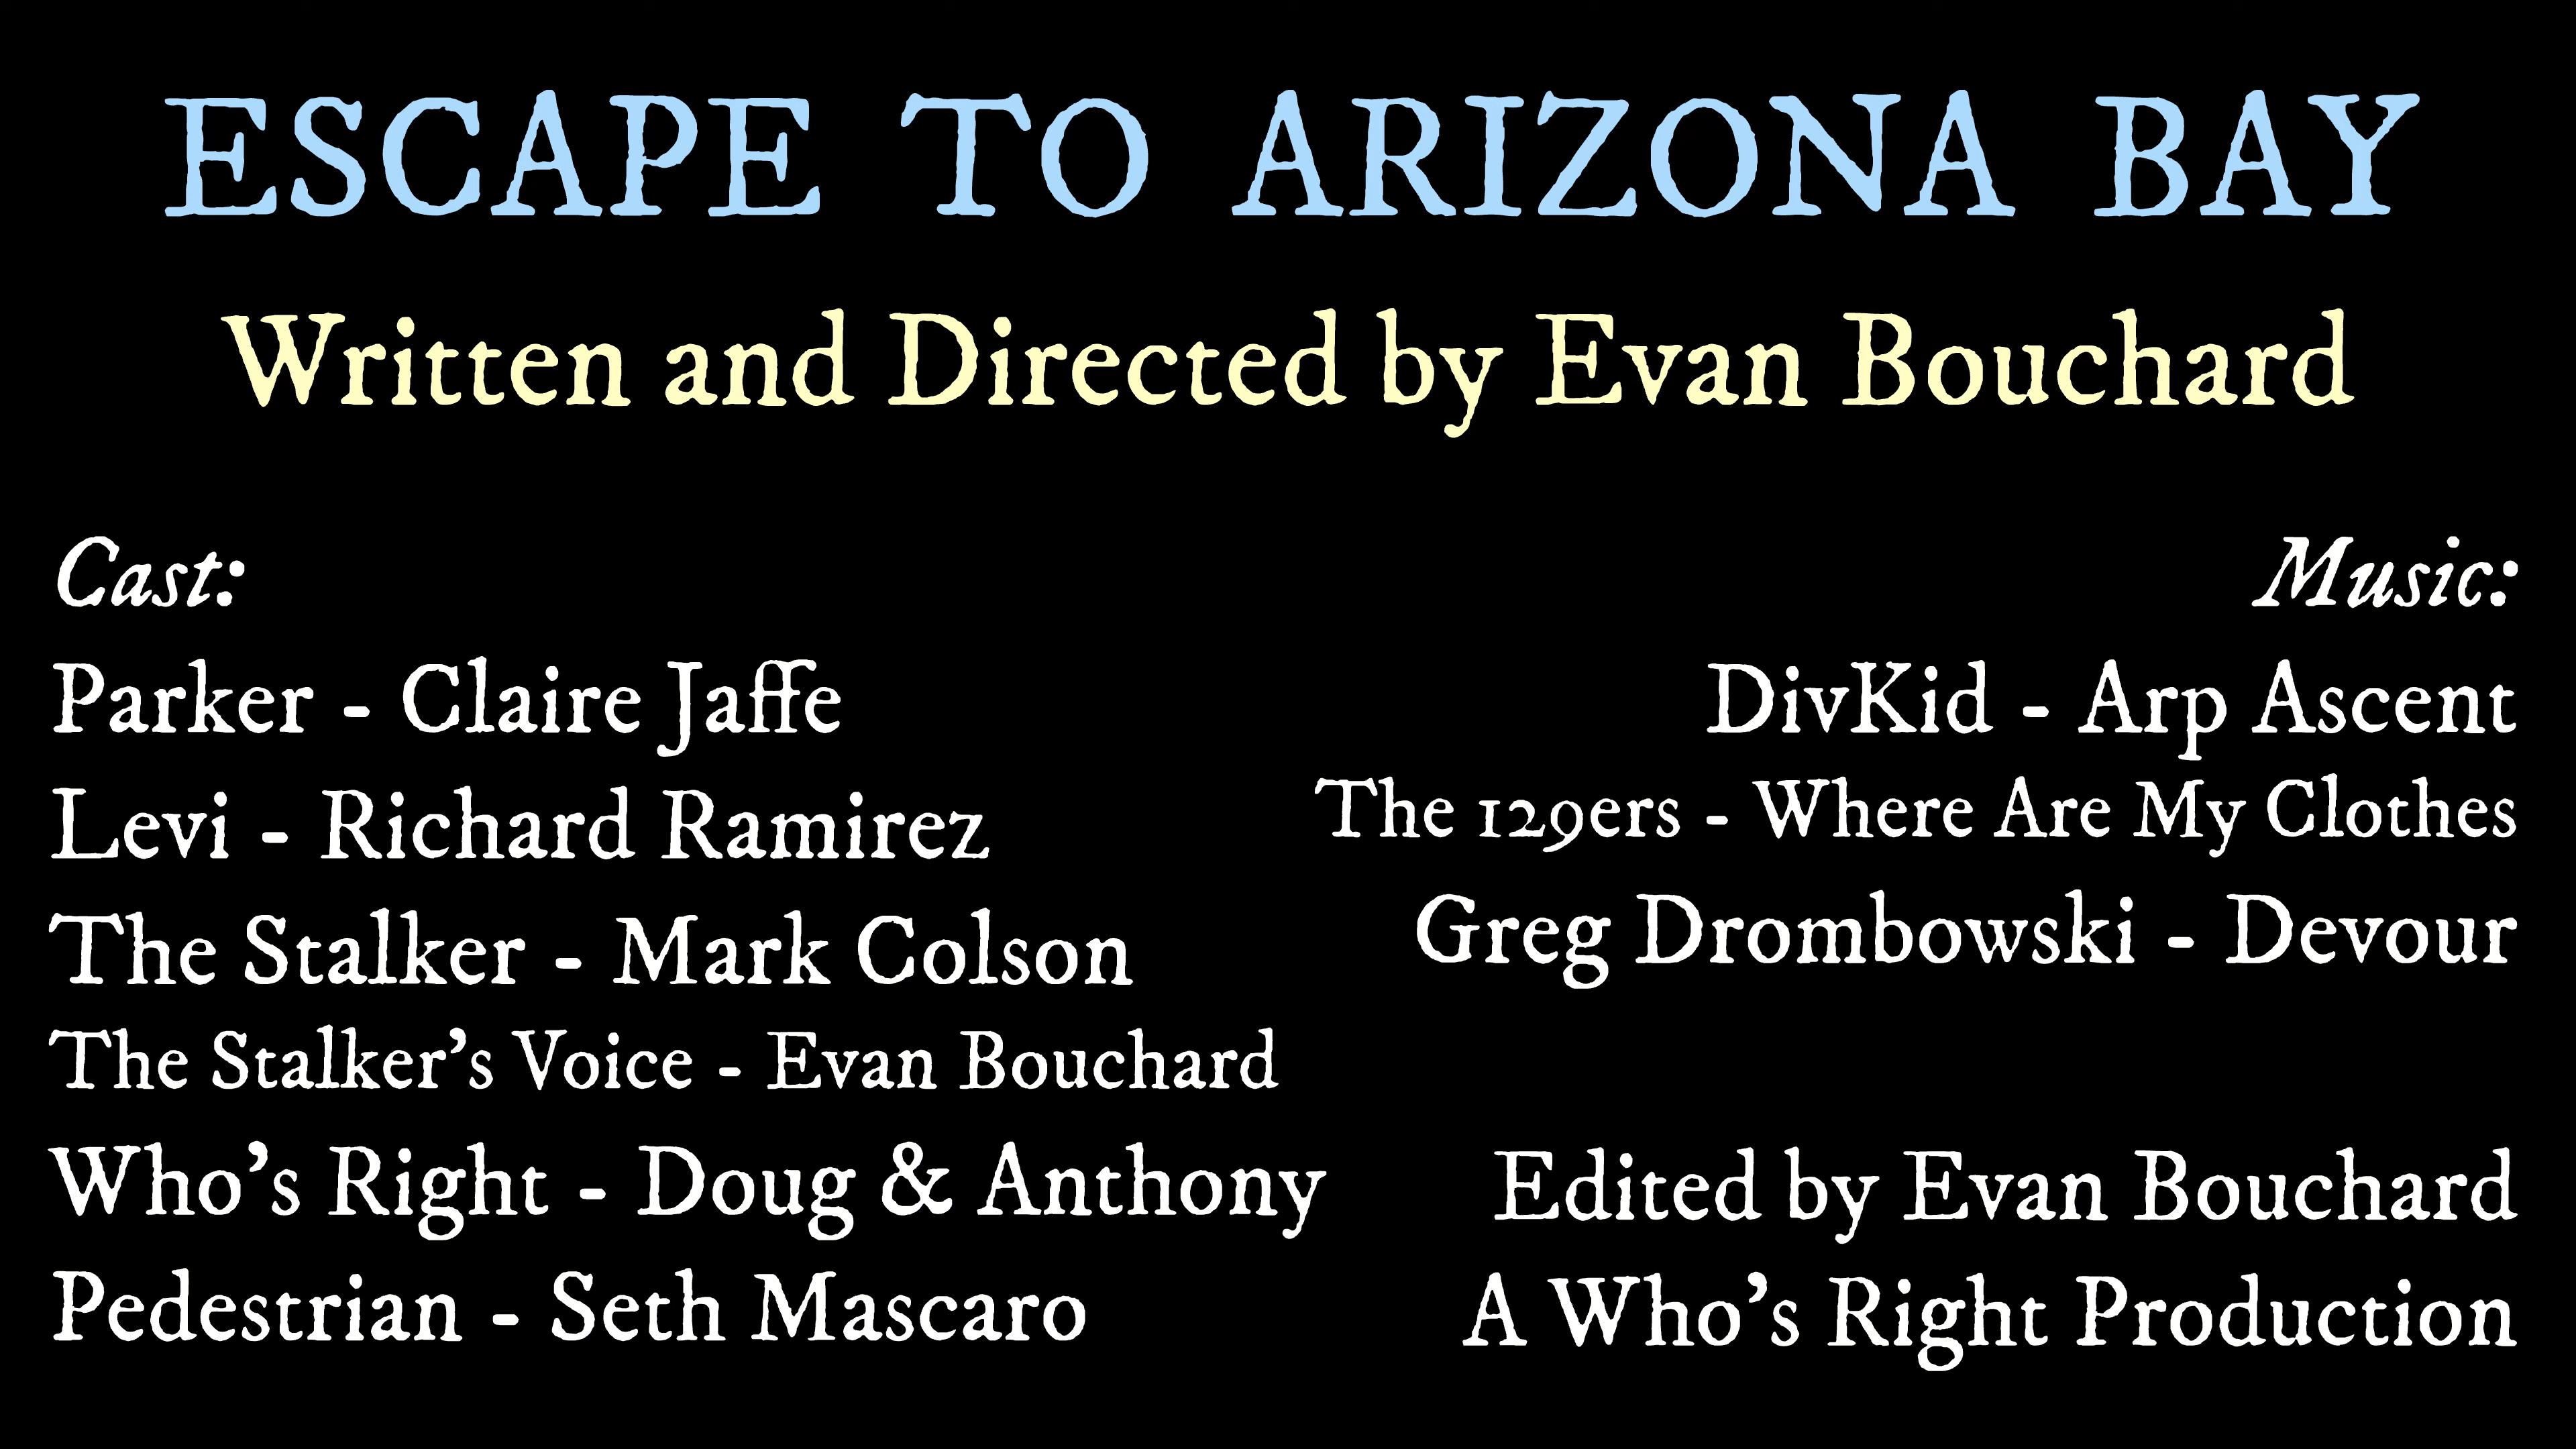 ESCAPE TO ARIZONA BAY
Written and Directed by Evan Bouchard
Cast:
Parker - Claire Jaffe
Levi - Richard Ramirez
The Stalker - Mark Colson
The Stalker’s Voice - Evan Bouchard
Who’s Right - Doug & Anthony
Pedestrian - Seth Mascaro
Music:
DivKid - Arp Ascent
The 129ers - Where Are My Clothes
Greg Drombowski - Devour
Edited by Evan Bouchard
A Who’s Right Production